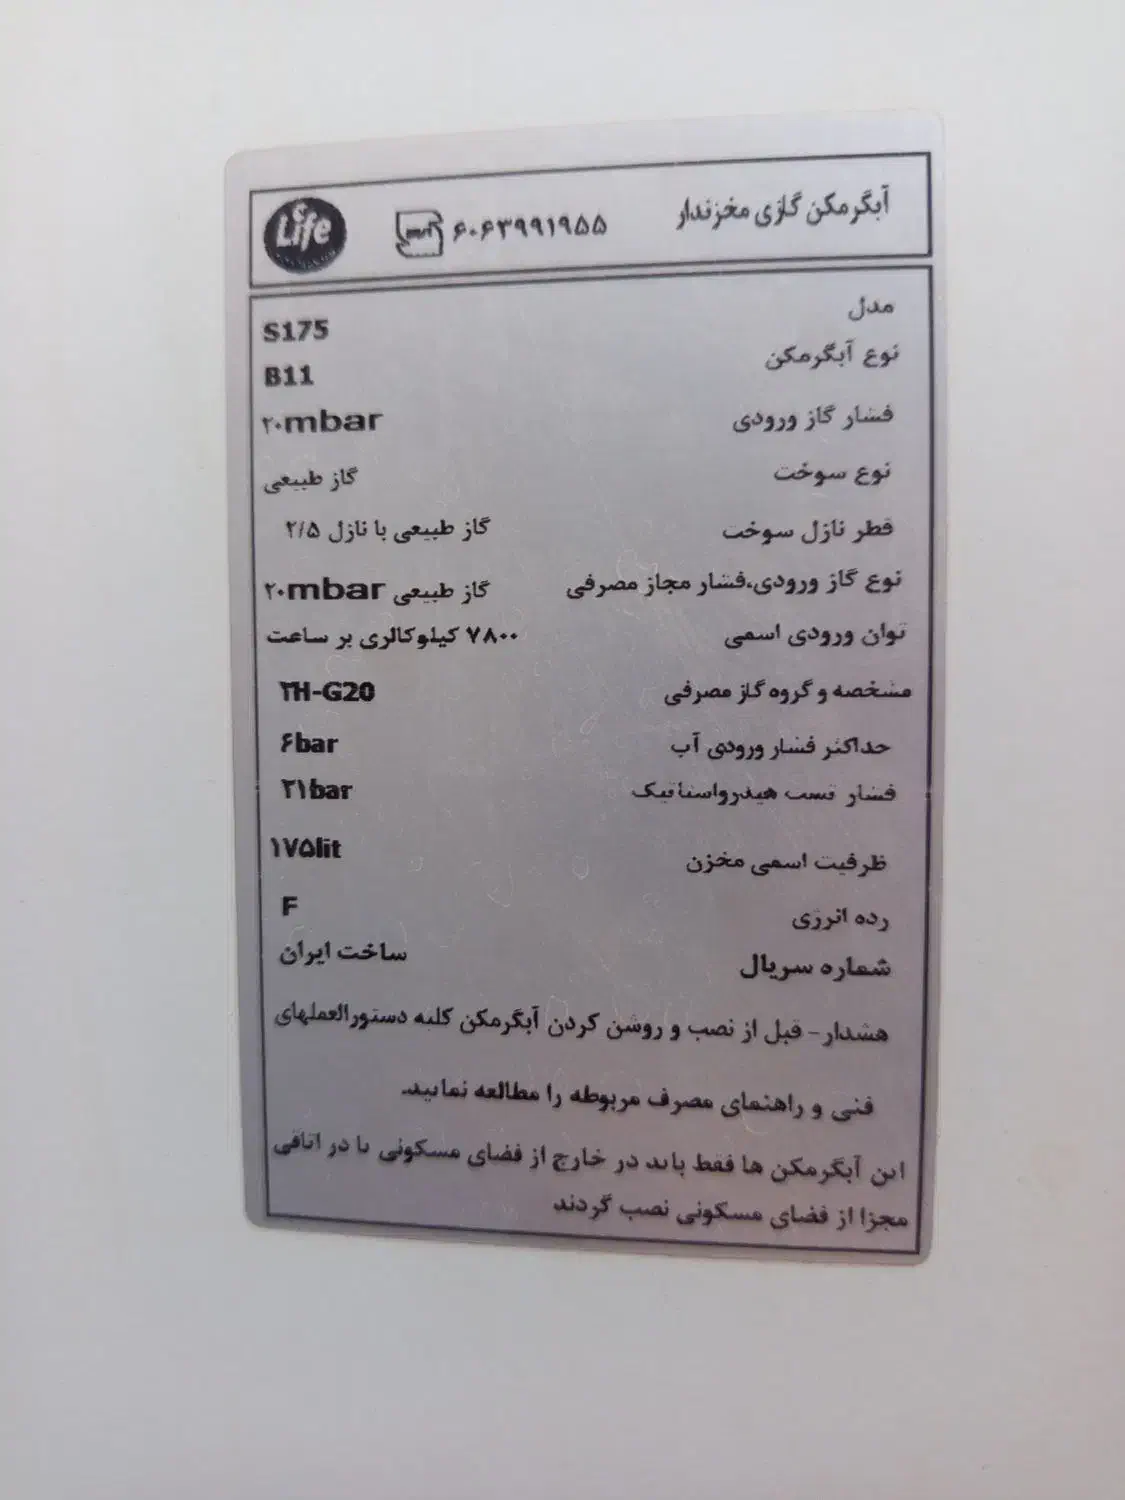 آبگرمکن گازی مخزندار ۶۰۶۳۹۹۱۹۵۵ Life
مدل S175
نوع آبگرمکن B11
فشار گاز ورودی ۲۰mbar
نوع سوخت گاز طبیعی
قطر نازل سوخت گاز طبیعی با نازل ۲/۵
نوع گاز ورودی،فشار مجاز مصرفی گاز طبیعی ۲۰mbar
توان ورودی اسمی ۷۸۰۰ کیلوکالری بر ساعت
مشخصه و گروه گاز مصرفی ۲H-G20
حداکثر فشار ورودی آب ۶bar
فشار تست هیدرواستاتیک ۲۱bar
ظرفیت اسمی مخزن ۱۷۵lit
رده انرژی F
شماره سریال ساخت ایران
هشدار- قبل از نصب و روشن کردن آبگرمکن کلیه دستورالعملهای
فنی و راهنمای مصرف مربوطه را مطالعه نمایید.
این آبگرمکن ها فقط باید در خارج از فضای مسکونی یا در اتاقی
مجزا از فضای مسکونی نصب گردند